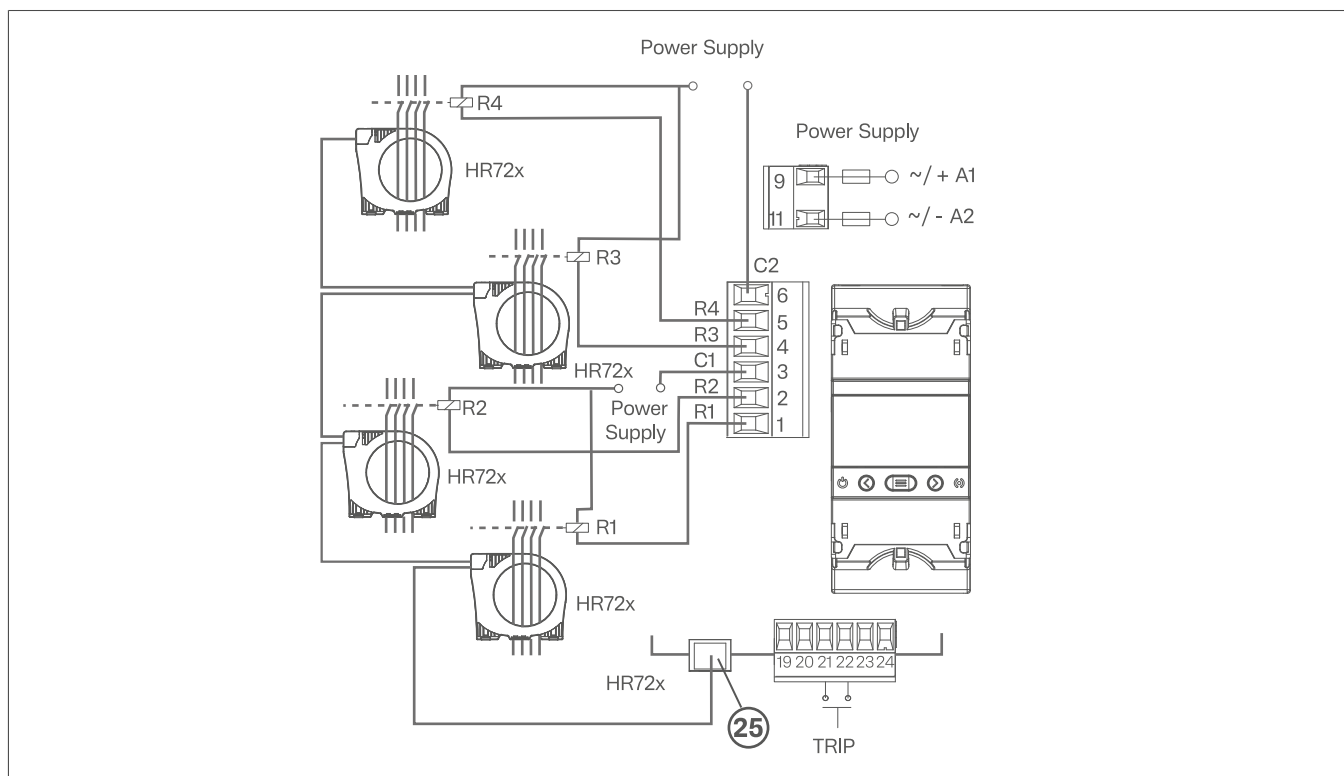 Power Supply
R4
HR72x
Power Supply
9
~/ + A1
11
~/ - A2
R3
HR72x
C2
6
R4
5
R3
4
C1
3
R2
2
R1
1
R2
Power
Supply
HR72x
R1
HR72x
19 20 21 22 23 24
HR72x
25
TRIP